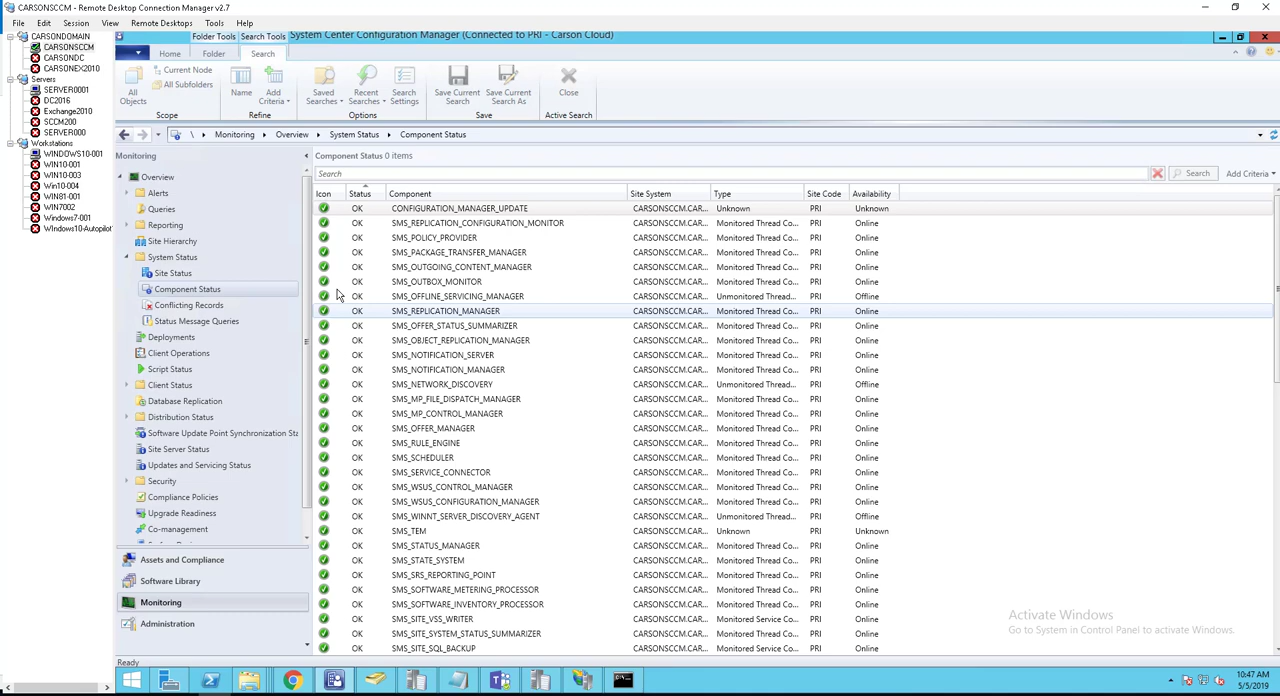 CARSONSCCM - Remote Desktop Connection Manager v2.7
File Edit Session View Remote Desktops Tools Help
CARSONDOMAIN
CARSONSCCM
CARSONDC
CARSONEX2010
Servers
SERVER0001
DC2016
Exchange2010
SCCM200
SERVER000
Workstations
WINDOWS10-001
WIN10-001
WIN10-003
Win10-004
WIN81-001
WIN7002
Windows7-001
Windows10-Autopilot
Folder Tools Search Tools System Center Configuration Manager (Connected to PRI - Carson Cloud)
Home Folder Search
All Objects
Current Node
All Subfolders
Scope
Name
Add Criteria
Refine
Saved Searches
Recent Searches
Search Settings
Options
Save Current Search
Save Current Search As
Save
Close
Active Search
\ Monitoring Overview System Status Component Status
Monitoring
Overview
Alerts
Queries
Reporting
Site Hierarchy
System Status
Site Status
Component Status
Conflicting Records
Status Message Queries
Deployments
Client Operations
Script Status
Client Status
Database Replication
Distribution Status
Software Update Point Synchronization Sta
Site Server Status
Updates and Servicing Status
Security
Compliance Policies
Upgrade Readiness
Co-management
Assets and Compliance
Software Library
Monitoring
Administration
Component Status 0 items
Search Search Add Criteria
Icon Status Component Site System Type Site Code Availability
OK CONFIGURATION_MANAGER_UPDATE CARSONSCCM.CAR... Unknown PRI Unknown
OK SMS_REPLICATION_CONFIGURATION_MONITOR CARSONSCCM.CAR... Monitored Thread Co... PRI Online
OK SMS_POLICY_PROVIDER CARSONSCCM.CAR... Monitored Thread Co... PRI Online
OK SMS_PACKAGE_TRANSFER_MANAGER CARSONSCCM.CAR... Monitored Thread Co... PRI Online
OK SMS_OUTGOING_CONTENT_MANAGER CARSONSCCM.CAR... Monitored Thread Co... PRI Online
OK SMS_OUTBOX_MONITOR CARSONSCCM.CAR... Monitored Thread Co... PRI Online
OK SMS_OFFLINE_SERVICING_MANAGER CARSONSCCM.CAR... Unmonitored Thread... PRI Offline
OK SMS_REPLICATION_MANAGER CARSONSCCM.CAR... Monitored Thread Co... PRI Online
OK SMS_OFFER_STATUS_SUMMARIZER CARSONSCCM.CAR... Monitored Thread Co... PRI Online
OK SMS_OBJECT_REPLICATION_MANAGER CARSONSCCM.CAR... Monitored Thread Co... PRI Online
OK SMS_NOTIFICATION_SERVER CARSONSCCM.CAR... Monitored Thread Co... PRI Online
OK SMS_NOTIFICATION_MANAGER CARSONSCCM.CAR... Monitored Thread Co... PRI Online
OK SMS_NETWORK_DISCOVERY CARSONSCCM.CAR... Unmonitored Thread... PRI Offline
OK SMS_MP_FILE_DISPATCH_MANAGER CARSONSCCM.CAR... Monitored Thread Co... PRI Online
OK SMS_MP_CONTROL_MANAGER CARSONSCCM.CAR... Monitored Thread Co... PRI Online
OK SMS_OFFER_MANAGER CARSONSCCM.CAR... Monitored Thread Co... PRI Online
OK SMS_RULE_ENGINE CARSONSCCM.CAR... Monitored Thread Co... PRI Online
OK SMS_SCHEDULER CARSONSCCM.CAR... Monitored Thread Co... PRI Online
OK SMS_SERVICE_CONNECTOR CARSONSCCM.CAR... Monitored Thread Co... PRI Online
OK SMS_WSUS_CONTROL_MANAGER CARSONSCCM.CAR... Monitored Thread Co... PRI Online
OK SMS_WSUS_CONFIGURATION_MANAGER CARSONSCCM.CAR... Monitored Thread Co... PRI Online
OK SMS_WINNT_SERVER_DISCOVERY_AGENT CARSONSCCM.CAR... Unmonitored Thread... PRI Offline
OK SMS_TEM CARSONSCCM.CAR... Unknown PRI Unknown
OK SMS_STATUS_MANAGER CARSONSCCM.CAR... Monitored Thread Co... PRI Online
OK SMS_STATE_SYSTEM CARSONSCCM.CAR... Monitored Thread Co... PRI Online
OK SMS_SRS_REPORTING_POINT CARSONSCCM.CAR... Monitored Thread Co... PRI Online
OK SMS_SOFTWARE_METERING_PROCESSOR CARSONSCCM.CAR... Monitored Thread Co... PRI Online
OK SMS_SOFTWARE_INVENTORY_PROCESSOR CARSONSCCM.CAR... Monitored Thread Co... PRI Online
OK SMS_SITE_VSS_WRITER CARSONSCCM.CAR... Monitored Service Co... PRI Online
OK SMS_SITE_SYSTEM_STATUS_SUMMARIZER CARSONSCCM.CAR... Monitored Thread Co... PRI Online
OK SMS_SITE_SQL_BACKUP CARSONSCCM.CAR... Monitored Service Co... PRI Online
Activate Windows
Go to System in Control Panel to activate Windows.
Ready
10:47 AM
5/5/2019